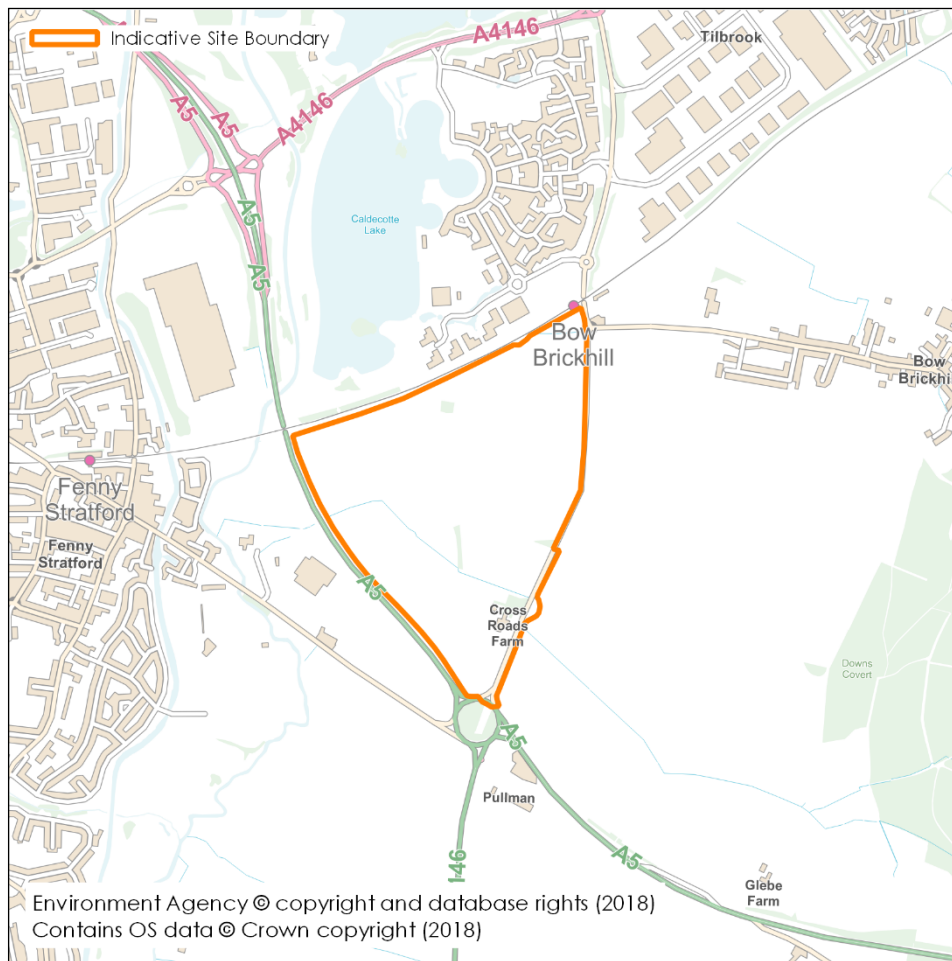 Indicative Site Boundary
A4146
Tilbrook
A5
A5
A4146
A5
Caldecotte
Lake
A5
Bow
Brickhill
Bow
Brickhi
Fenny
Stratford
Fenny
Stratford
A5
Cross
Roads
Farm
Downs
Covert
A5
Pullman
A5
146
Glebe
Farm
Environment Agency © copyright and database rights (2018)
Contains OS data © Crown copyright (2018)